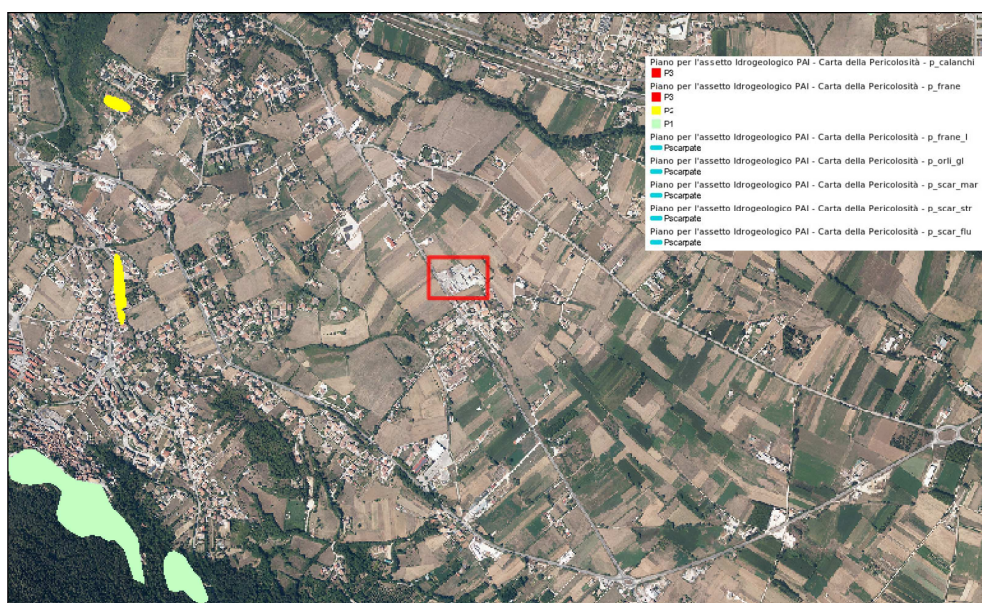 Piano per l'assetto Idrogeologico PAI - Carta della Pericolosità - p_calanchi
P3
Piano per l'assetto Idrogeologico PAI - Carta della Pericolosità - p_frane
P3
P2
P1
Piano per l'assetto Idrogeologico PAI - Carta della Pericolosità - p_frane_l
Pscarpate
Piano per l'assetto Idrogeologico PAI - Carta della Pericolosità - p_orli_gl
Pscarpate
Piano per l'assetto Idrogeologico PAI - Carta della Pericolosità - p_scar_mar
Pscarpate
Piano per l'assetto Idrogeologico PAI - Carta della Pericolosità - p_scar_str
Pscarpate
Piano per l'assetto Idrogeologico PAI - Carta della Pericolosità - p_scar_flu
Pscarpate